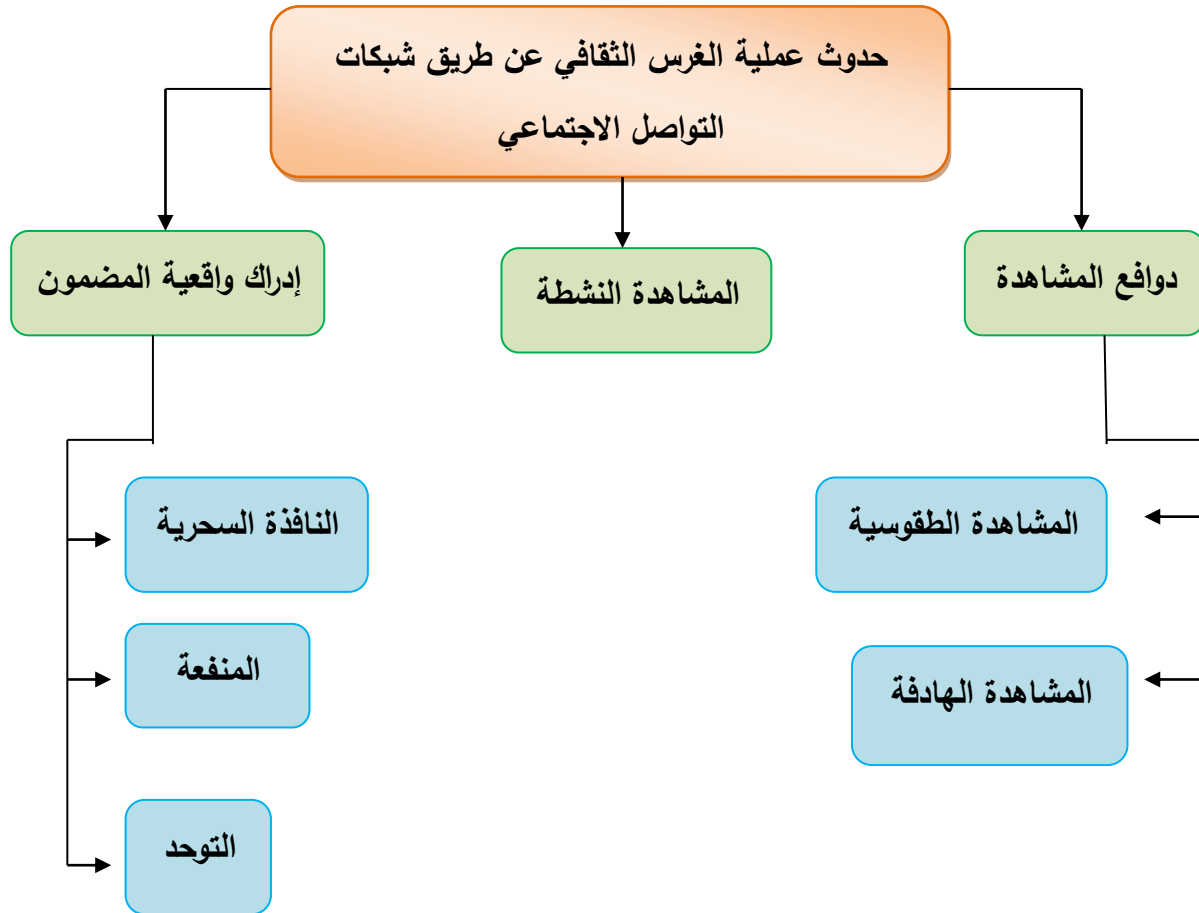 حدوث عملية الغرس الثقافي عن طريق شبكات
التواصل الاجتماعي
دوافع المشاهدة
المشاهدة النشطة
إدراك واقعية المضمون
المشاهدة الطقوسية
النافذة السحرية
المشاهدة الهادفة
المنفعة
التوحد